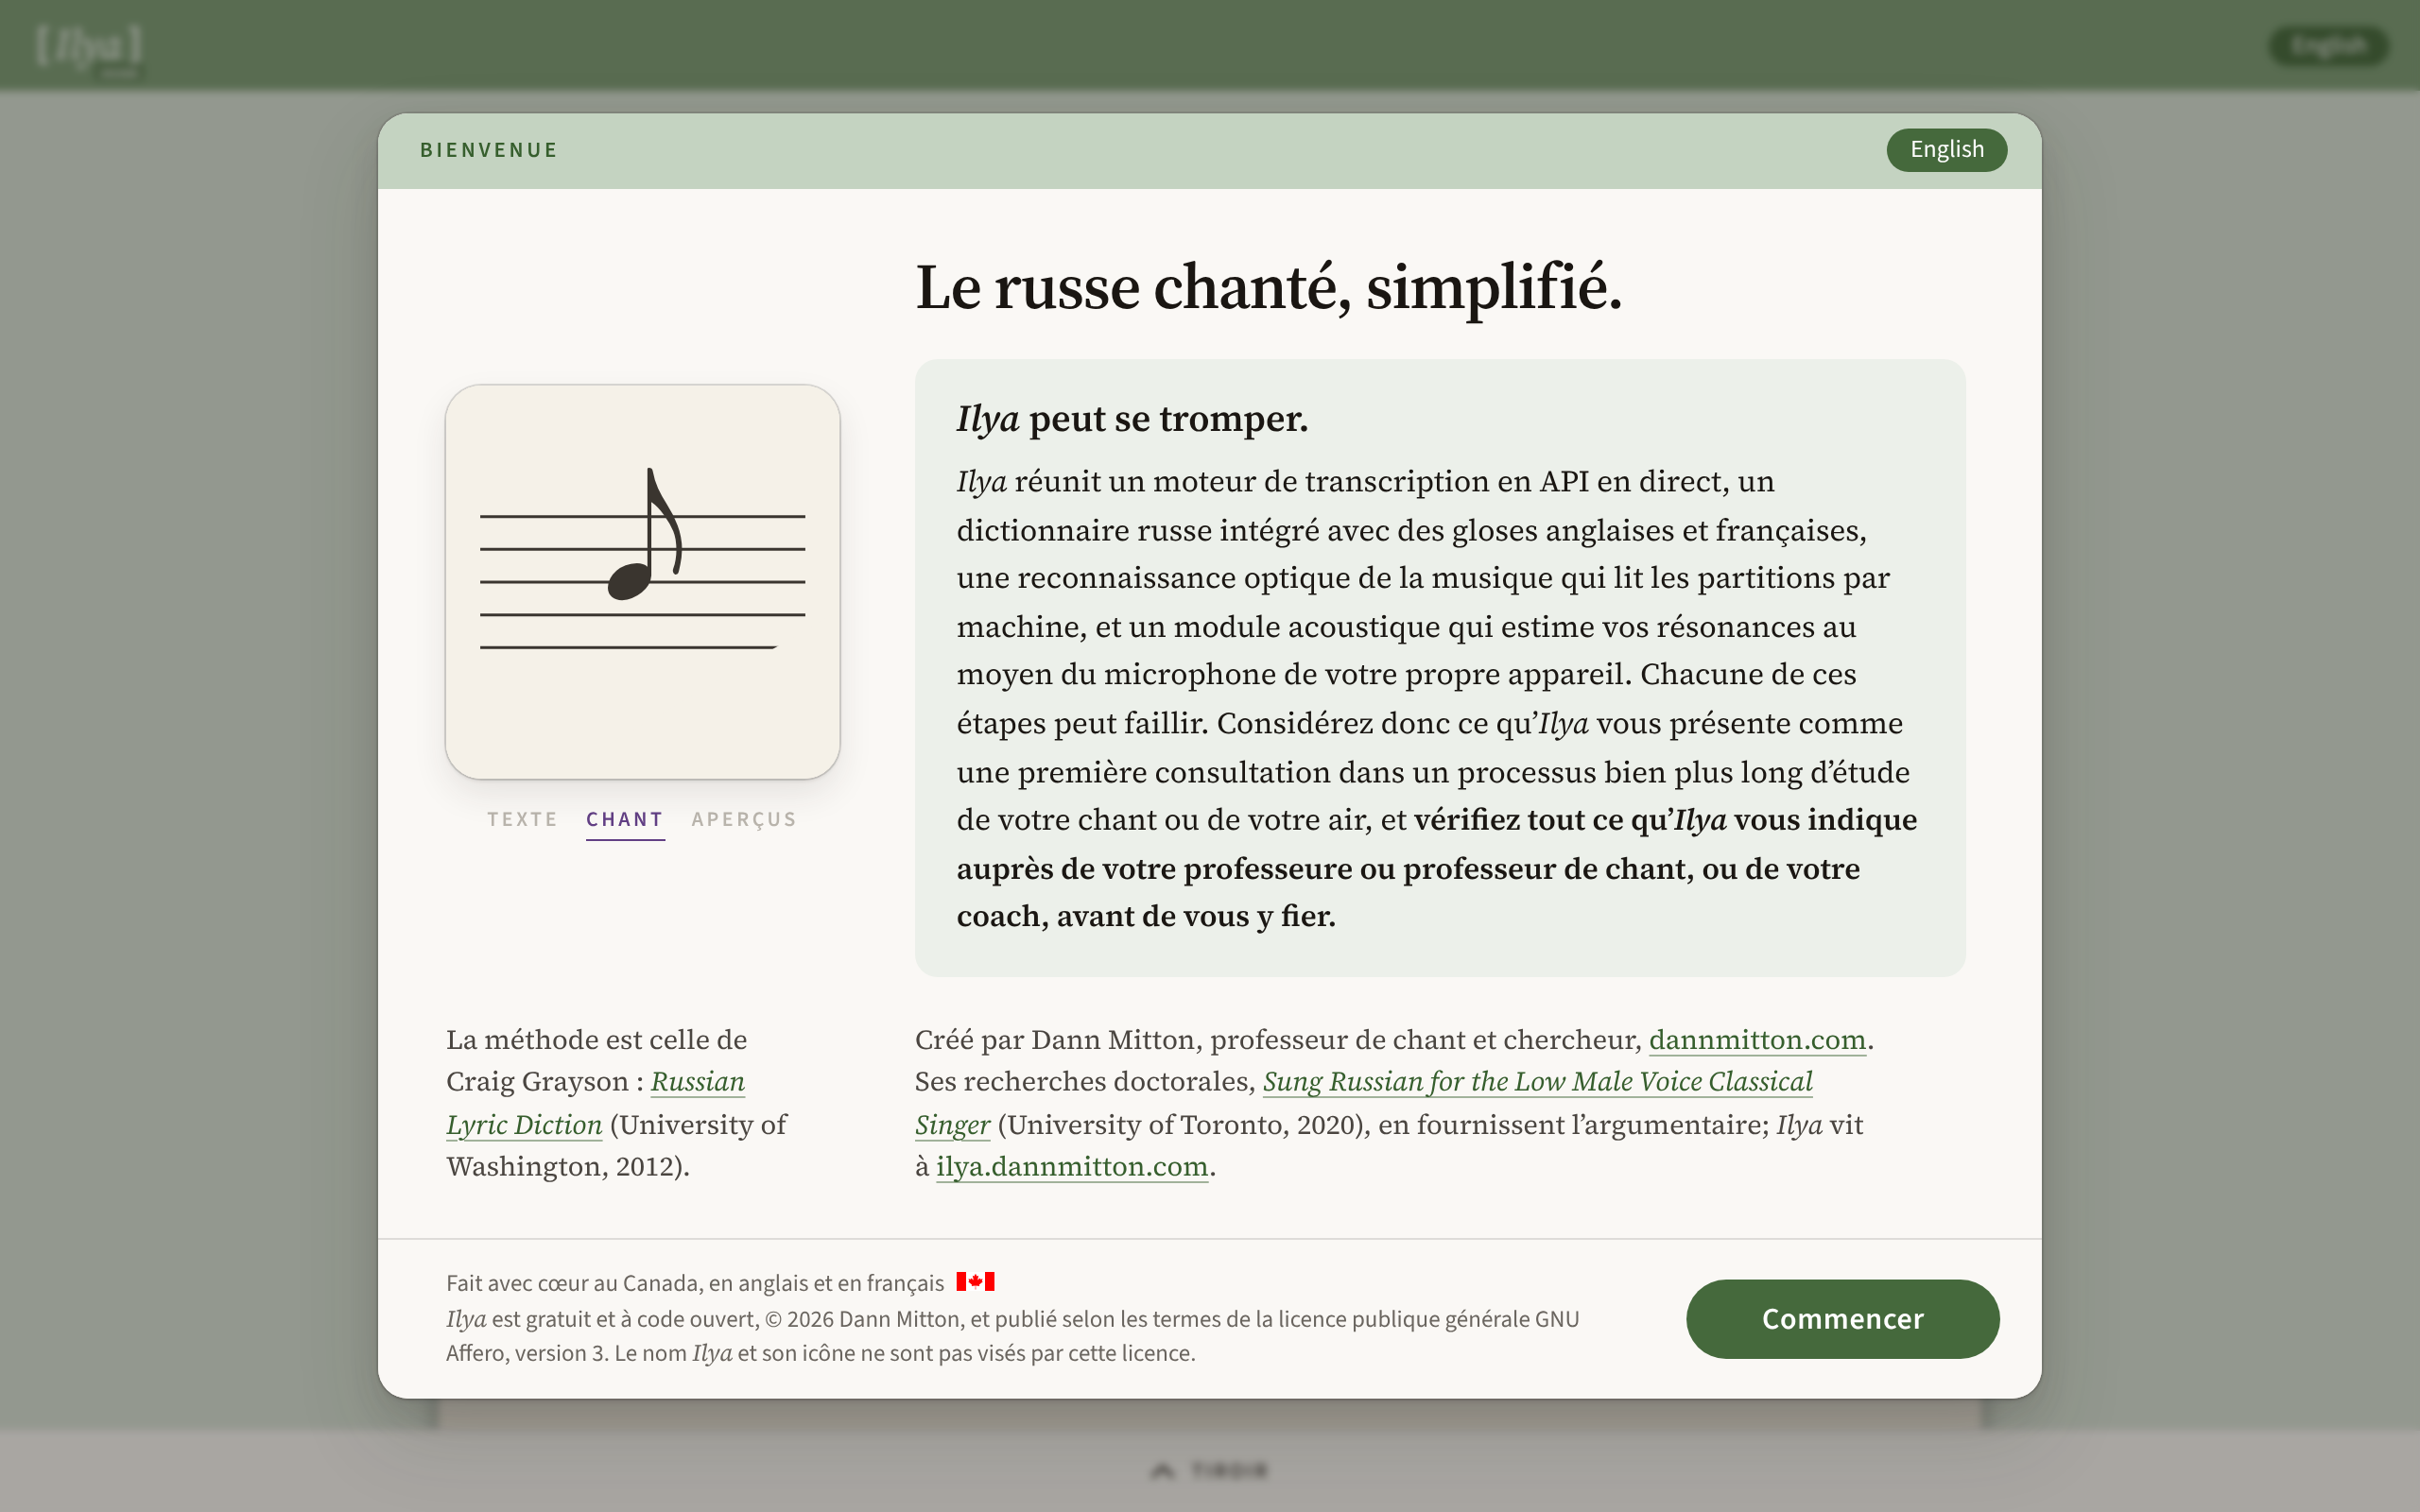 [Ilya]
English
BIENVENUE
English
Le russe chanté, simplifié.
Ilya peut se tromper.
Ilya réunit un moteur de transcription en API en direct, un
dictionnaire russe intégré avec des gloses anglaises et françaises,
une reconnaissance optique de la musique qui lit les partitions par
machine, et un module acoustique qui estime vos résonances au
moyen du microphone de votre propre appareil. Chacune de ces
étapes peut faillir. Considérez donc ce qu’Ilya vous présente comme
une première consultation dans un processus bien plus long d’étude
de votre chant ou de votre air, et vérifiez tout ce qu’Ilya vous indique
auprès de votre professeure ou professeur de chant, ou de votre
coach, avant de vous y fier.
TEXTE CHANT APERÇUS
La méthode est celle de
Craig Grayson : Russian
Lyric Diction (University of
Washington, 2012).
Créé par Dann Mitton, professeur de chant et chercheur, dannmitton.com.
Ses recherches doctorales, Sung Russian for the Low Male Voice Classical
Singer (University of Toronto, 2020), en fournissent l’argumentaire; Ilya vit
à ilya.dannmitton.com.
Fait avec cœur au Canada, en anglais et en français
Ilya est gratuit et à code ouvert, © 2026 Dann Mitton, et publié selon les termes de la licence publique générale GNU
Affero, version 3. Le nom Ilya et son icône ne sont pas visés par cette licence.
Commencer
TIROIR